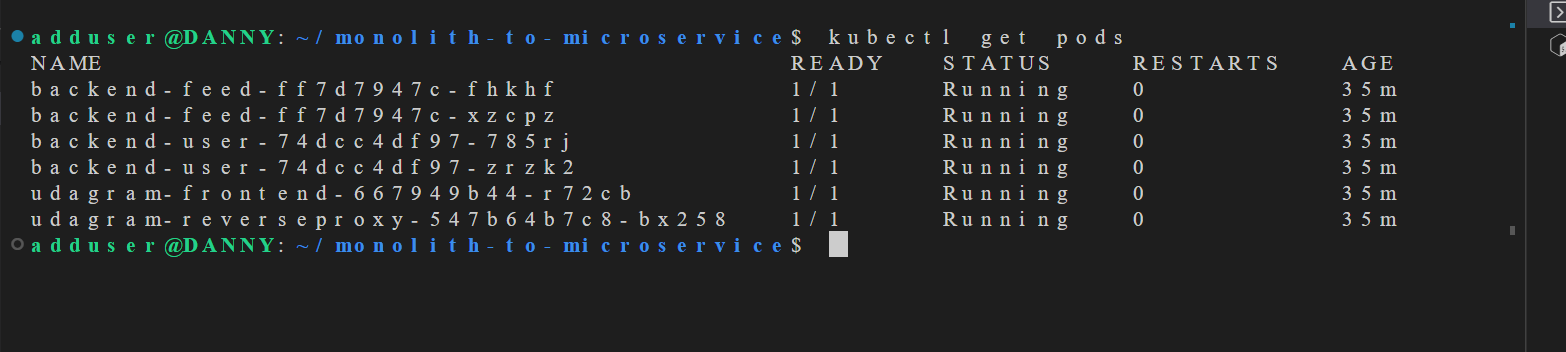 adduser@DANNY:~/monolith-to-microservice$ kubectl get pods
NAME READY STATUS RESTARTS AGE
backend-feed-ff7d7947c-fhkhf 1/1 Running 0 35m
backend-feed-ff7d7947c-xzcpz 1/1 Running 0 35m
backend-user-74dcc4df97-785rj 1/1 Running 0 35m
backend-user-74dcc4df97-zrzk2 1/1 Running 0 35m
udagram-frontend-667949b44-r72cb 1/1 Running 0 35m
udagram-reverseproxy-547b64b7c8-bx258 1/1 Running 0 35m
adduser@DANNY:~/monolith-to-microservice$